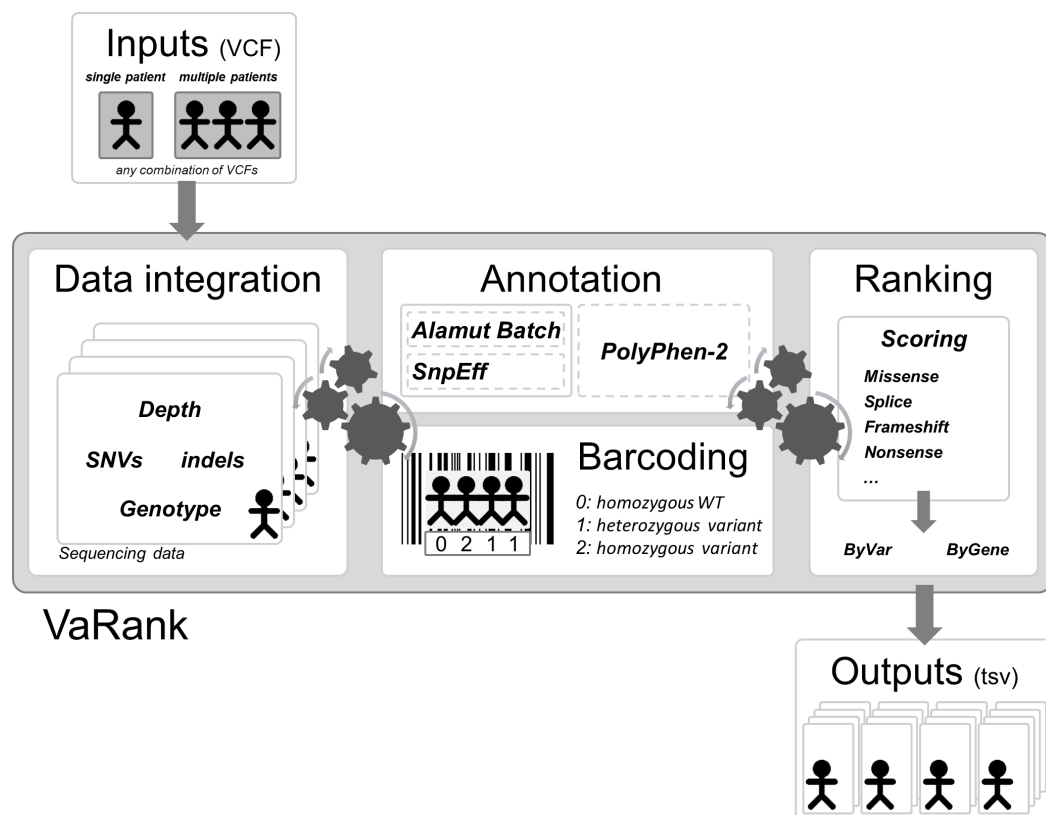 Inputs (VCF)
single patient multiple patients
any combination of VCFs
Data integration
Depth
SNVs indels
Genotype
Sequencing data
Annotation
Alamut Batch
SnpEff
PolyPhen-2
Barcoding
0: homozygous WT
1: heterozygous variant
2: homozygous variant
0 2 1 1
Ranking
Scoring
Missense
Splice
Frameshift
Nonsense
...
ByVar ByGene
VaRank
Outputs (tsv)